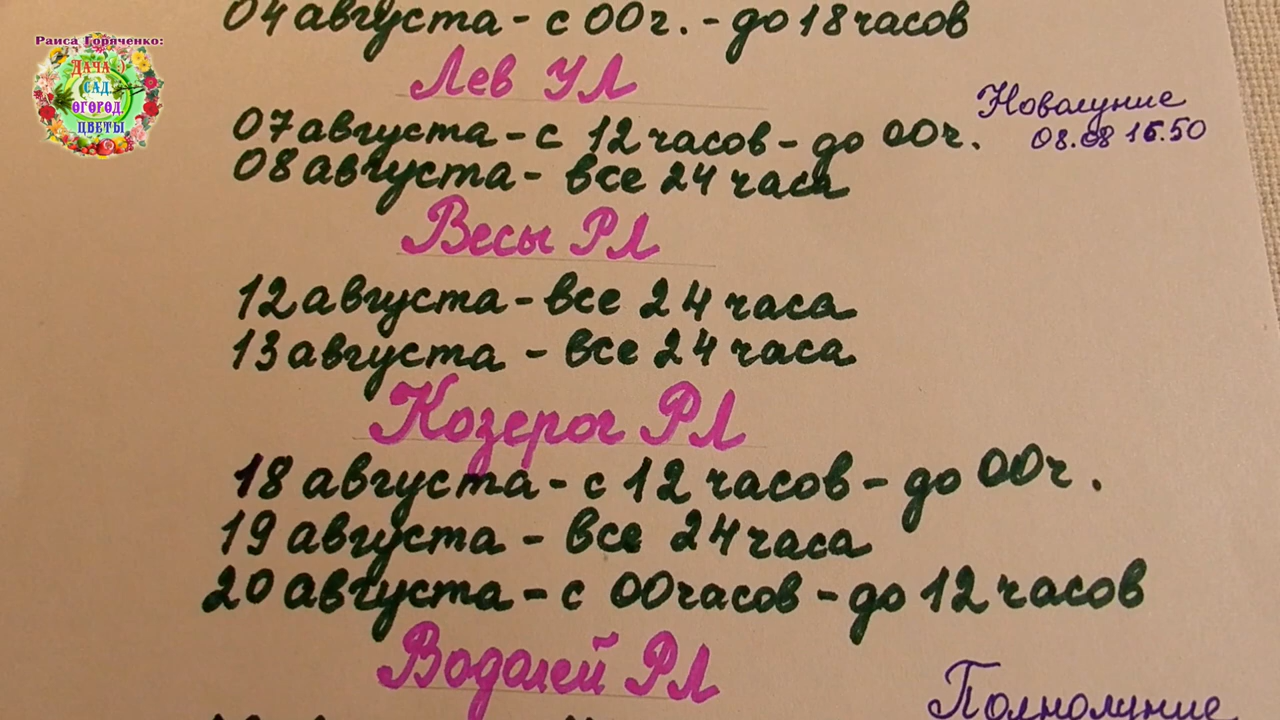 04 августа - с 00ч. - до 18 часов
Раиса Горяченко:
ДАЧА
САД,
ОГОРОД,
ЦВЕТЫ
Лев УЛ
Новолуние
08.08 16.50
07 августа - с 12 часов - до 00ч.
08 августа - все 24 часа
Весы РЛ
12 августа - все 24 часа
13 августа - все 24 часа
Козерог РЛ
18 августа - с 12 часов - до 00ч.
19 августа - все 24 часа
20 августа - с 00часов - до 12 часов
Водолей РЛ
Полнолуние